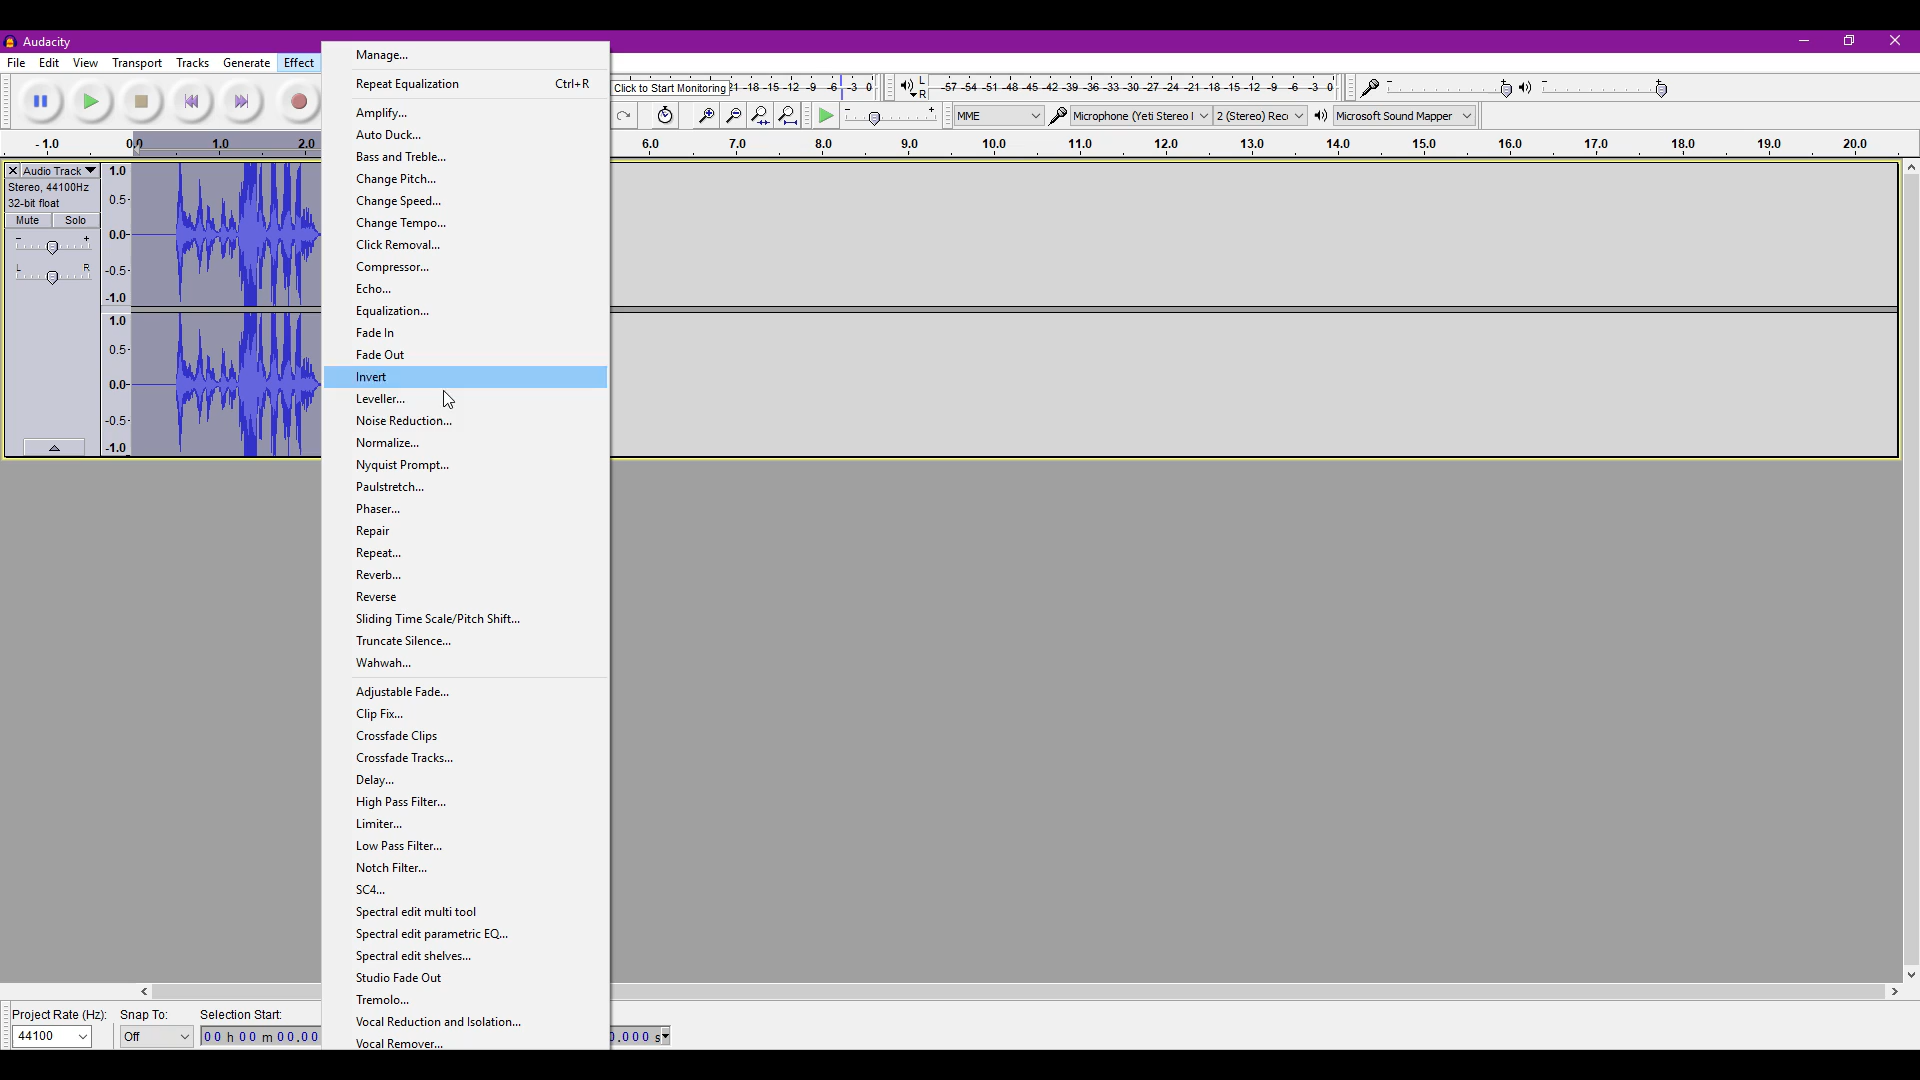 Audacity
File Edit View Transport Tracks Generate Effect
Manage...
Repeat Equalization Ctrl+R
Amplify...
Auto Duck...
Bass and Treble...
Change Pitch...
Change Speed...
Change Tempo...
Click Removal...
Compressor...
Echo...
Equalization...
Fade In
Fade Out
Invert
Leveller...
Noise Reduction...
Normalize...
Nyquist Prompt...
Paulstretch...
Phaser...
Repair
Repeat...
Reverb...
Reverse
Sliding Time Scale/Pitch Shift...
Truncate Silence...
Wahwah...
Adjustable Fade...
Clip Fix...
Crossfade Clips
Crossfade Tracks...
Delay...
High Pass Filter...
Limiter...
Low Pass Filter...
Notch Filter...
SC4...
Spectral edit multi tool
Spectral edit parametric EQ...
Spectral edit shelves...
Studio Fade Out
Tremolo...
Vocal Reduction and Isolation...
Vocal Remover...
Click to Start Monitoring -18 -15 -12 -9 -6 -3 0
L
R
-57 -54 -51 -48 -45 -42 -39 -36 -33 -30 -27 -24 -21 -18 -15 -12 -9 -6 -3 0
MME Microphone (Yeti Stereo 2 (Stereo) Rec Microsoft Sound Mapper
-1.0 0.0 1.0 2.0 6.0 7.0 8.0 9.0 10.0 11.0 12.0 13.0 14.0 15.0 16.0 17.0 18.0 19.0 20.0
Audio Track
Stereo, 44100Hz
32-bit float
Mute Solo
- +
L R
1.0
0.5-
0.0-
-0.5-
-1.0
1.0
0.5-
0.0-
-0.5-
-1.0
Project Rate (Hz): Snap To: Selection Start:
44100 Off 00 h 00 m 00.00 0.000 s